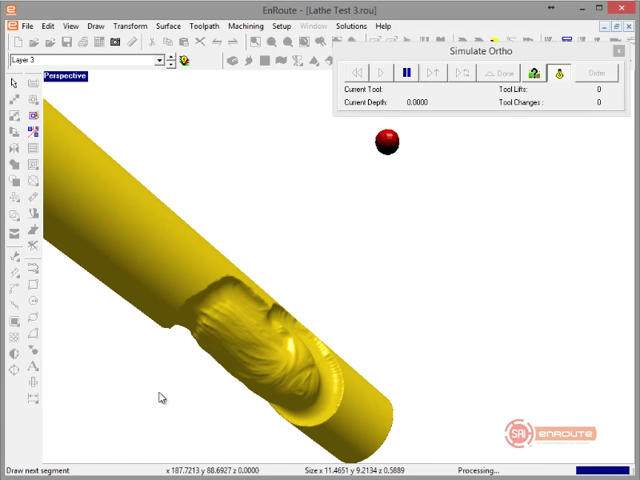 EnRoute - [Lathe Test 3.rou]
File Edit View Draw Transform Surface Toolpath Machining Setup Window Solutions Help
Layer 3
Simulate Ortho
Done
Order
Current Tool: Tool Lifts: 0
Current Depth: 0.0000 Tool Changes : 0
Perspective
SAi ENROUTE
Draw next segment x 187.7213 y 88.6927 z 0.0000 Size x 11.4651 y 9.2134 z 0.5889 Processing...